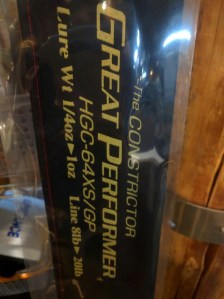 The CONSTRICTOR
GREAT PERFORMER
HGC-64XS/GP
Lure Wt 1/4oz►1oz
Line 8lb►20lb